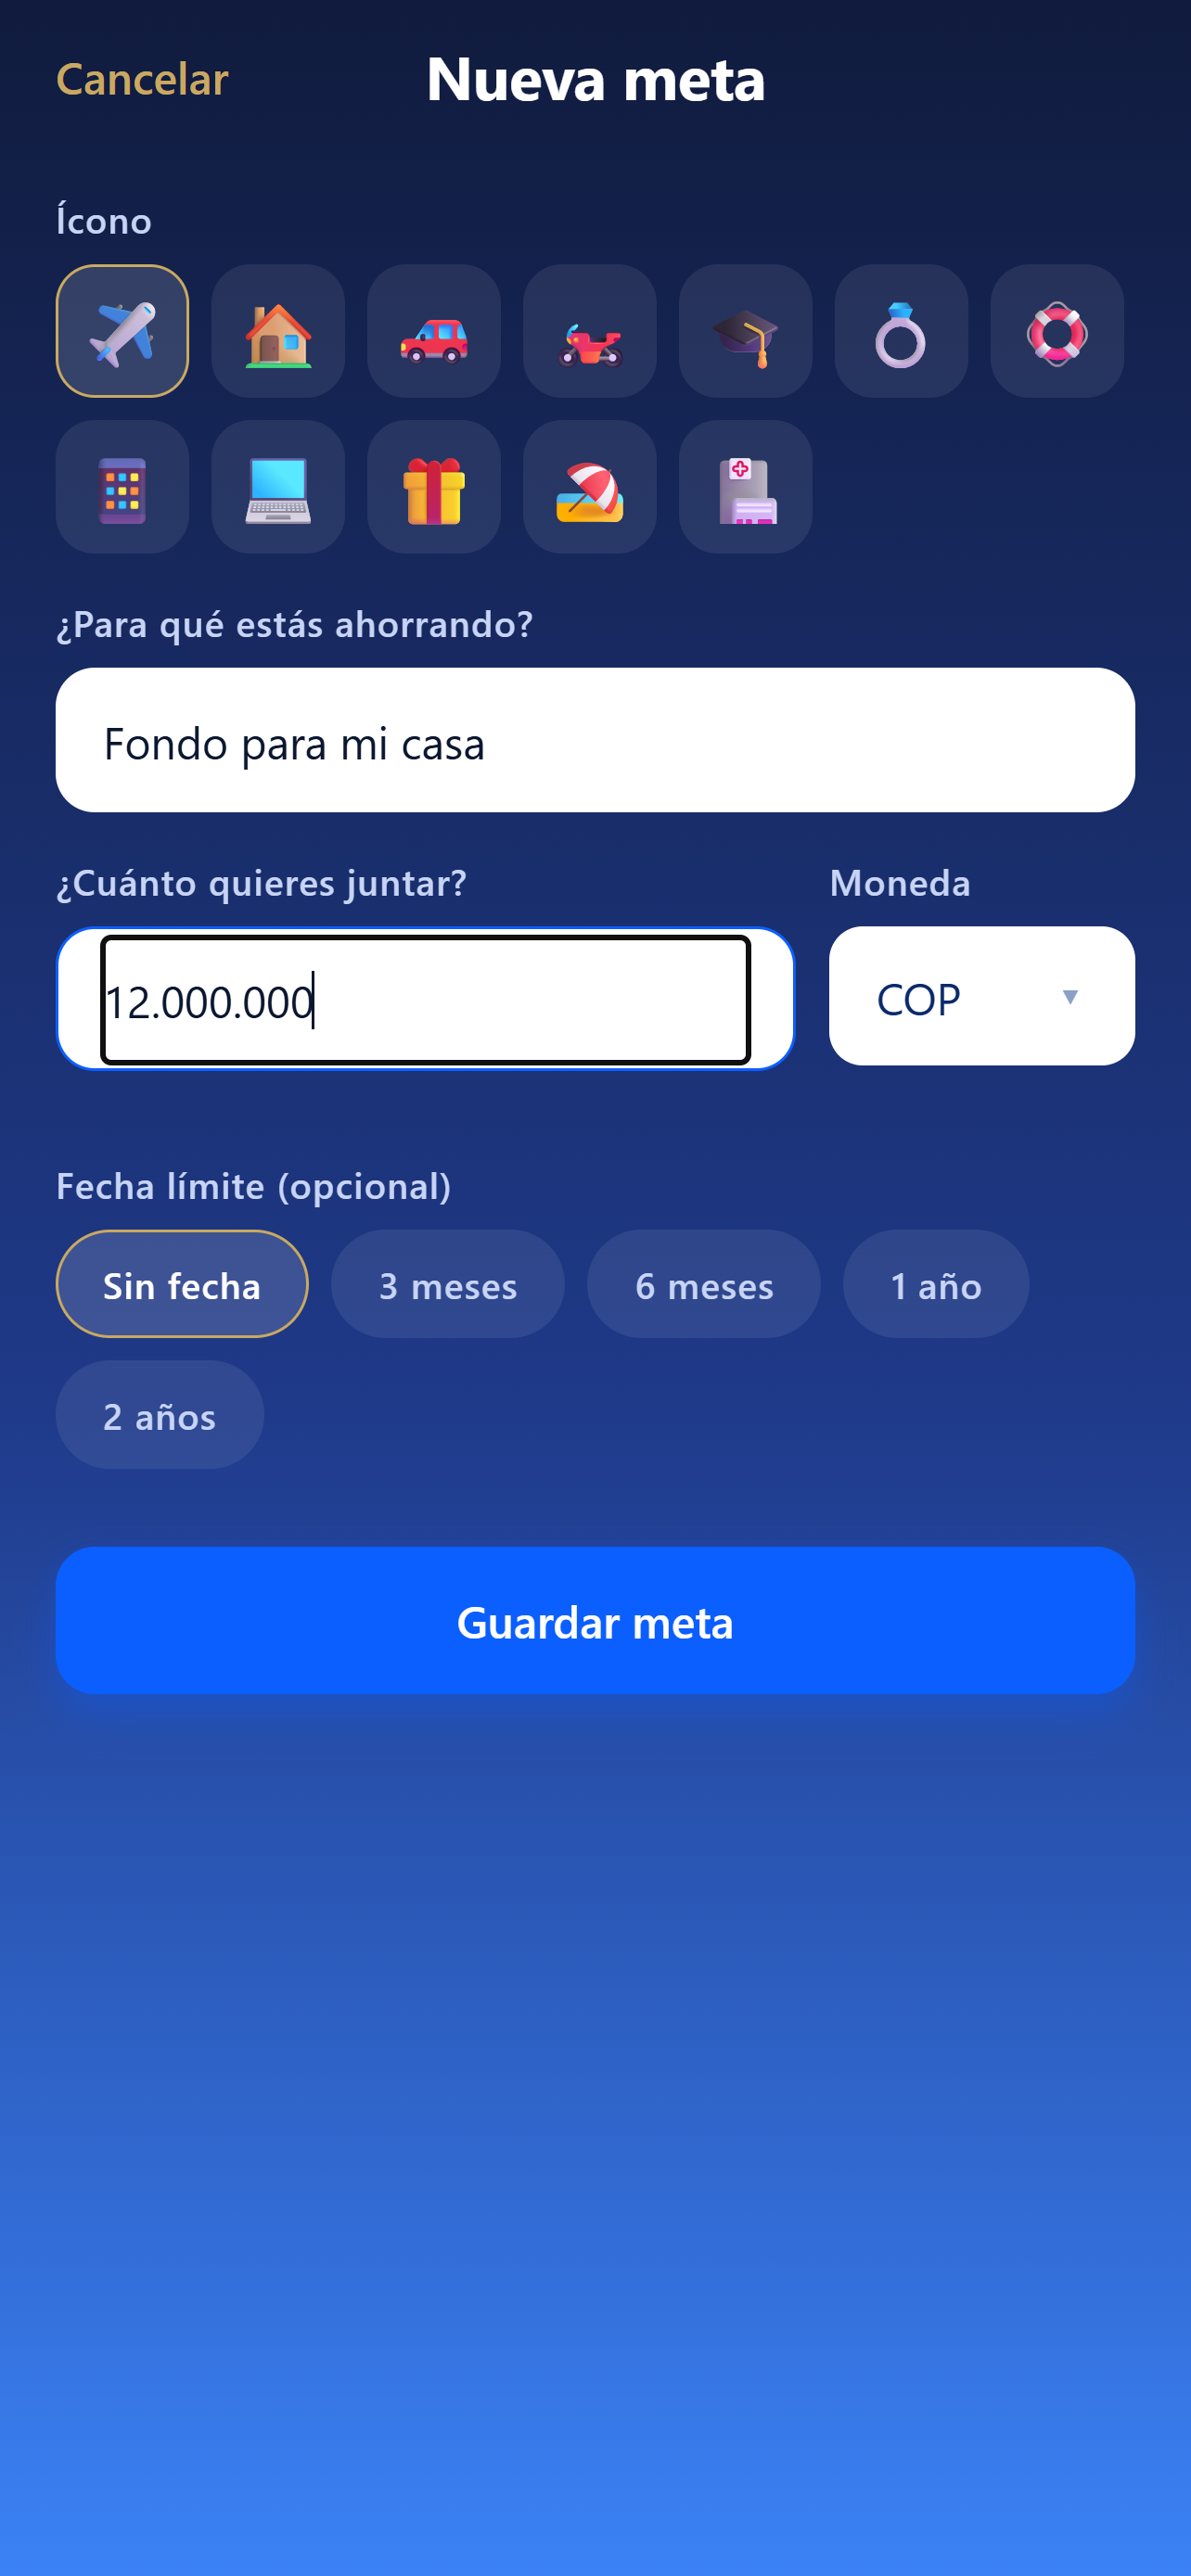 Cancelar
Nueva meta
Ícono
¿Para qué estás ahorrando?
Fondo para mi casa
¿Cuánto quieres juntar?
Moneda
12.000.000
COP
Fecha límite (opcional)
Sin fecha
3 meses
6 meses
1 año
2 años
Guardar meta